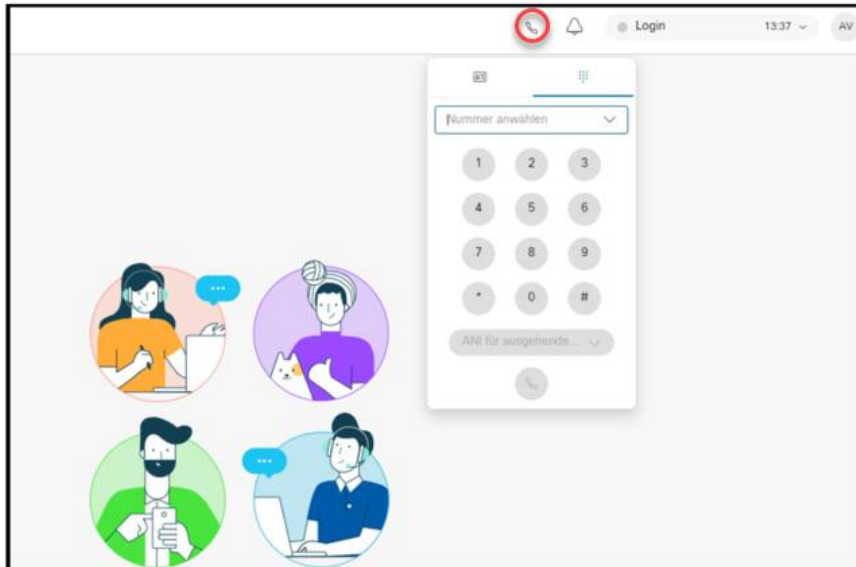 Login 13:37 AV
Nummer anwählen
1 2 3
4 5 6
7 8 9
* 0 #
ANI für ausgehende...